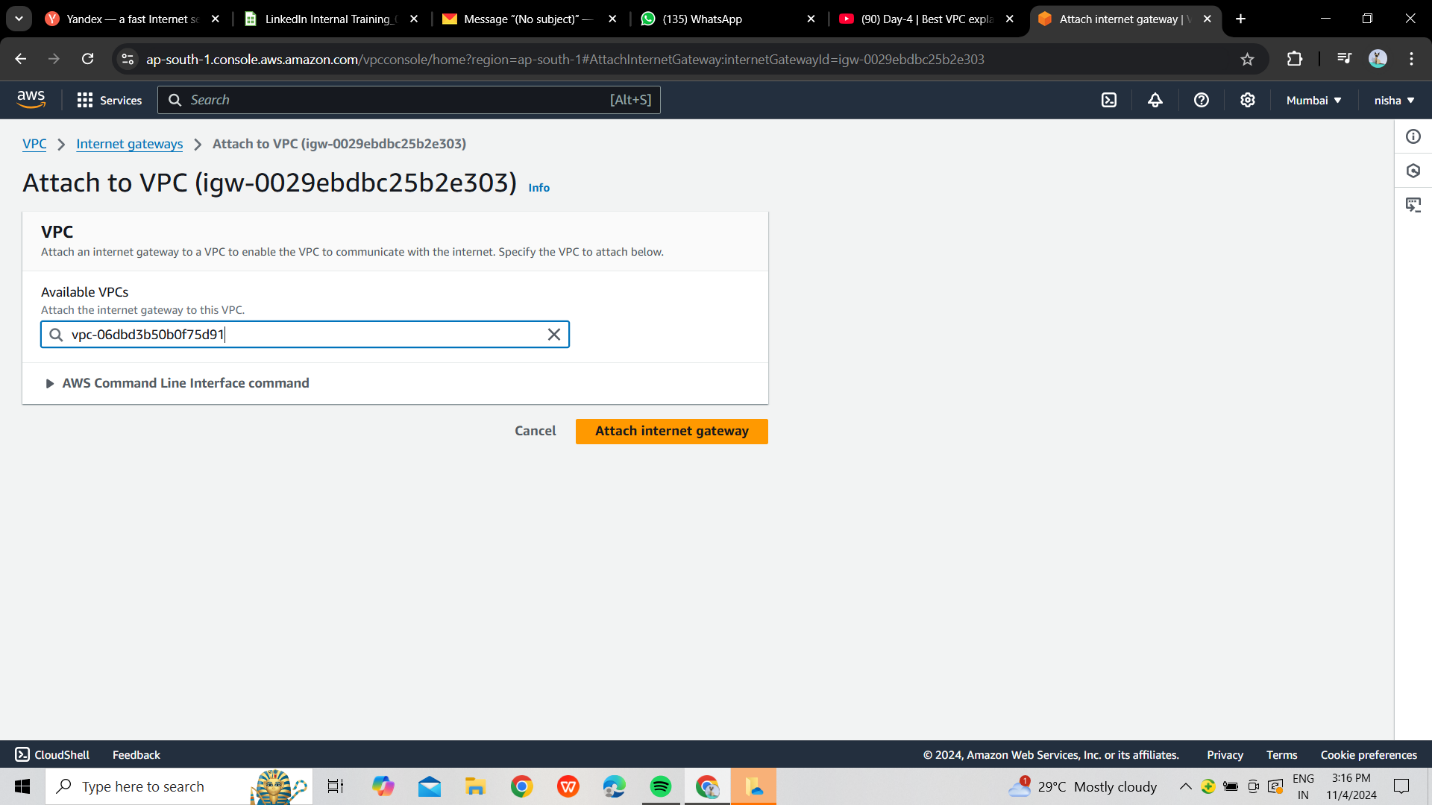 Yandex — a fast Internet se
LinkedIn Internal Training_
Message "(No subject)" —
(135) WhatsApp
(90) Day-4 | Best VPC expla
Attach internet gateway | V
ap-south-1.console.aws.amazon.com/vpcconsole/home?region=ap-south-1#AttachInternetGateway:internetGatewayId=igw-0029ebdbc25b2e303
aws
Services
Search
[Alt+S]
Mumbai
nisha
VPC
Internet gateways
Attach to VPC (igw-0029ebdbc25b2e303)
Attach to VPC (igw-0029ebdbc25b2e303) Info
VPC
Attach an internet gateway to a VPC to enable the VPC to communicate with the internet. Specify the VPC to attach below.
Available VPCs
Attach the internet gateway to this VPC.
vpc-06dbd3b50b0f75d91
AWS Command Line Interface command
Cancel
Attach internet gateway
CloudShell
Feedback
© 2024, Amazon Web Services, Inc. or its affiliates.
Privacy
Terms
Cookie preferences
Type here to search
1
29°C Mostly cloudy
ENG
IN
3:16 PM
11/4/2024